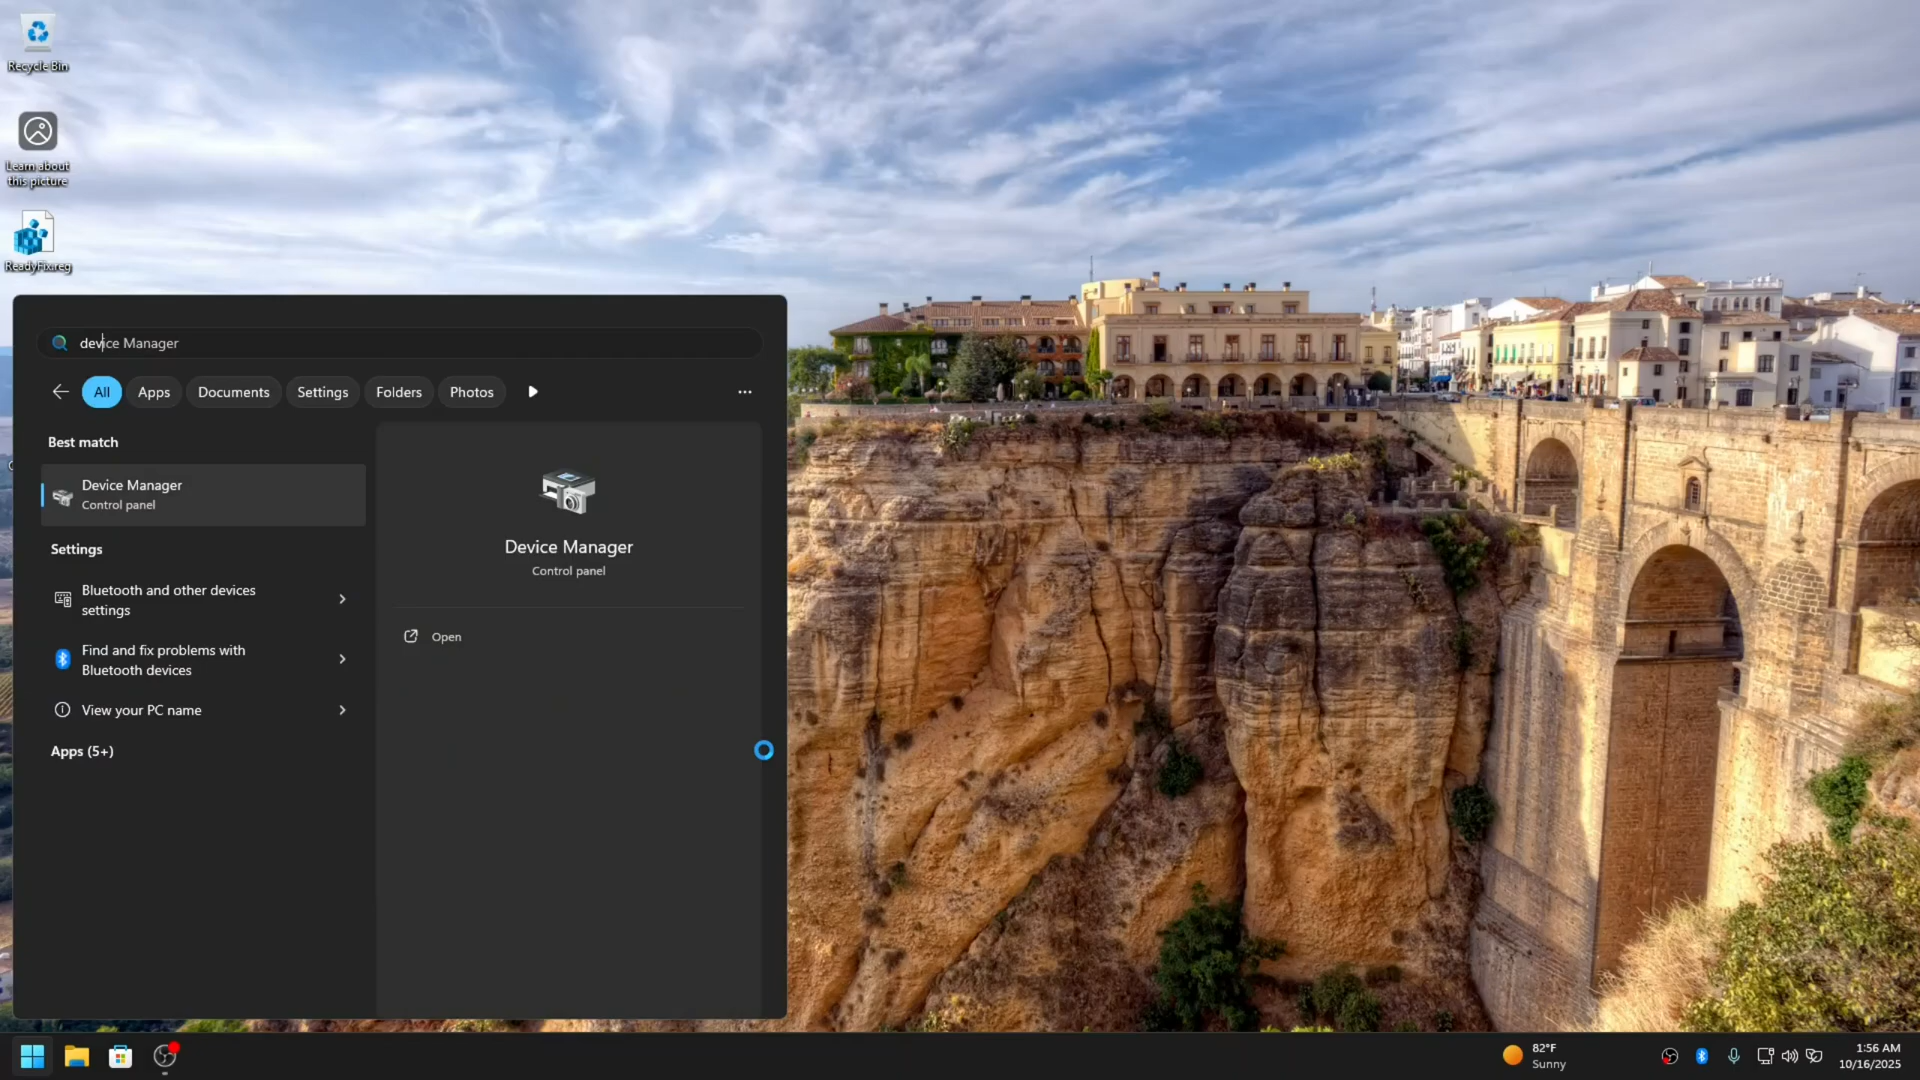 Recycle Bin
Learn about
this picture
ReadyFix.reg
device Manager
All
Apps
Documents
Settings
Folders
Photos
Best match
Device Manager
Control panel
Settings
Bluetooth and other devices
settings
Find and fix problems with
Bluetooth devices
View your PC name
Apps (5+)
Device Manager
Control panel
Open
82°F
Sunny
1:56 AM
10/16/2025